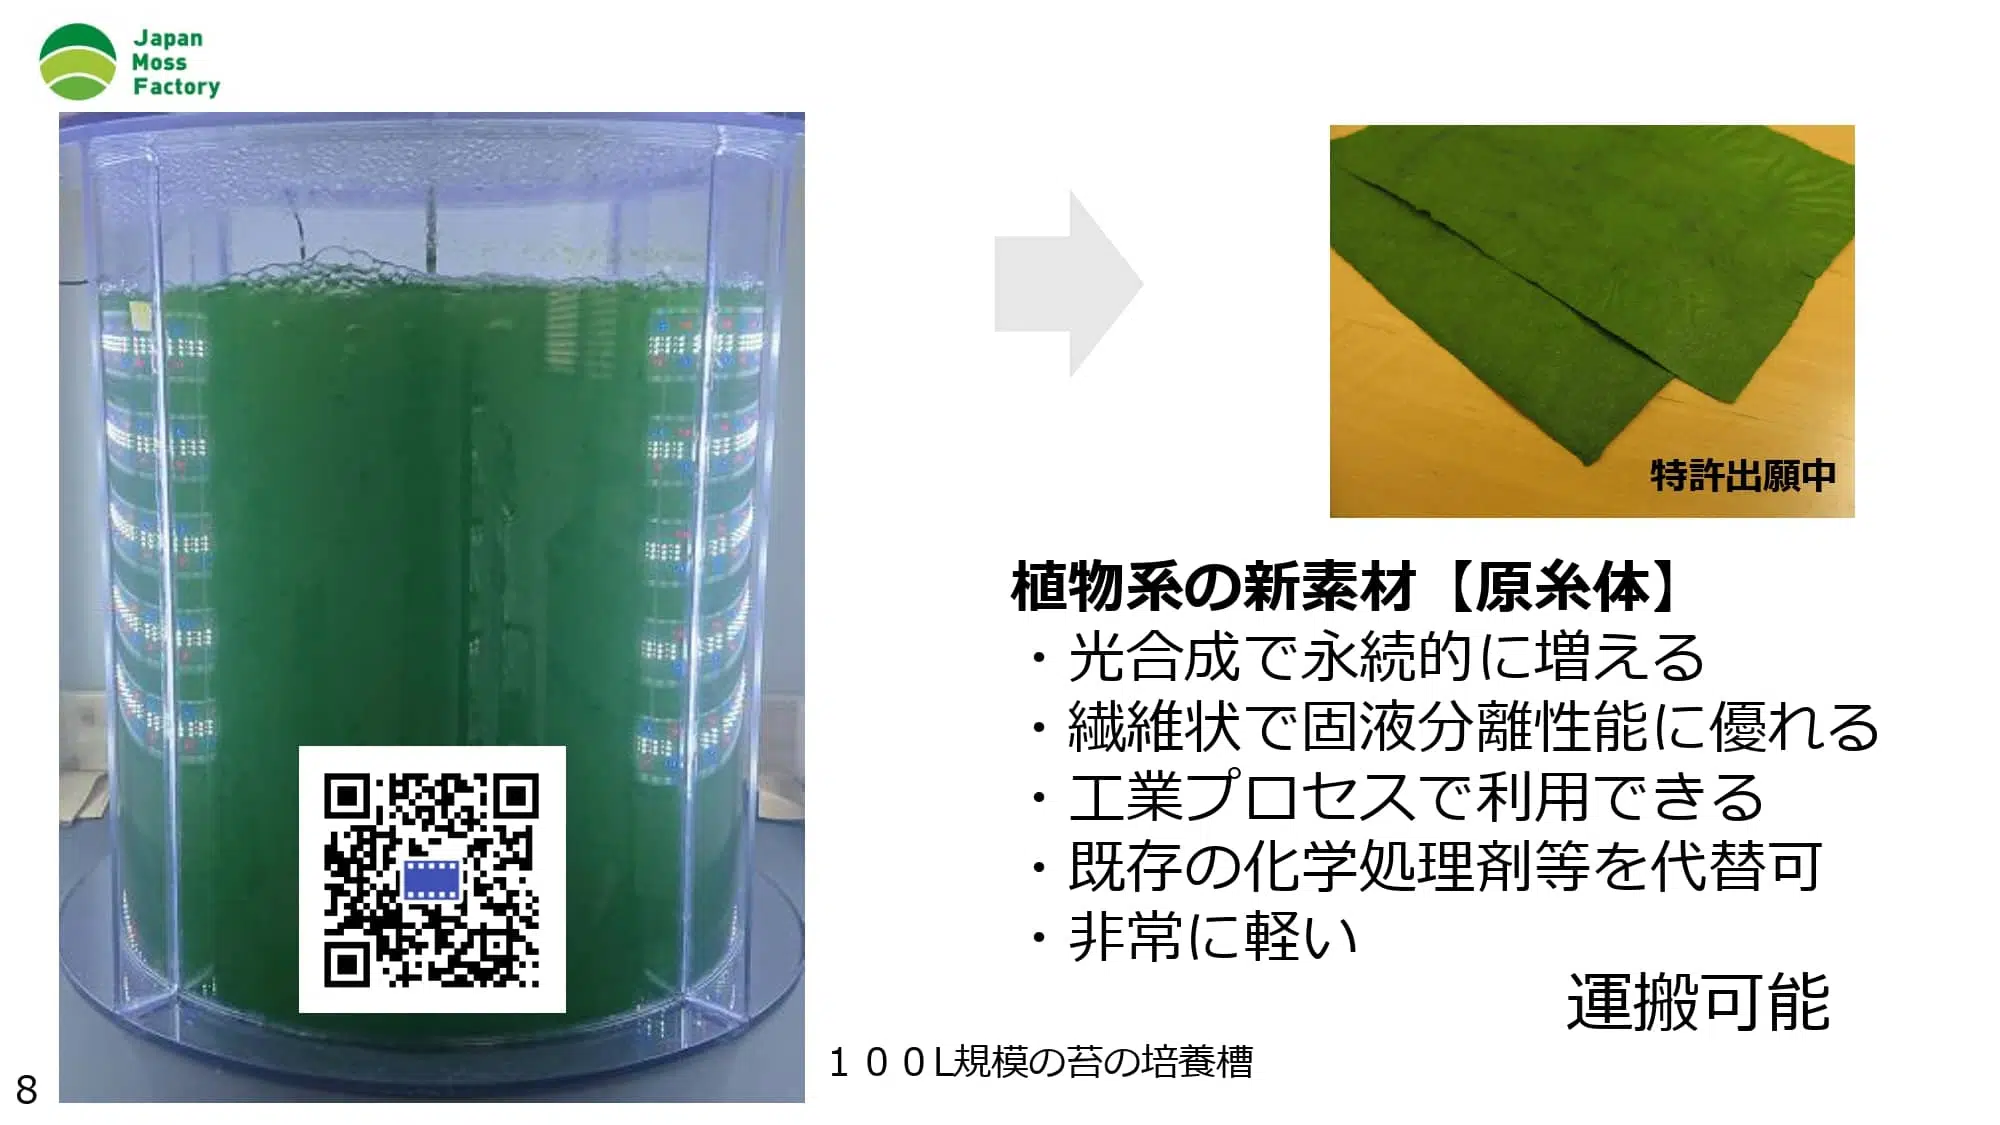 Japan
Moss
Factory
特許出願中
植物系の新素材【原糸体】
・光合成で永続的に増える
・繊維状で固液分離性能に優れる
・工業プロセスで利用できる
・既存の化学処理剤等を代替可
・非常に軽い
運搬可能
１００L規模の苔の培養槽
8